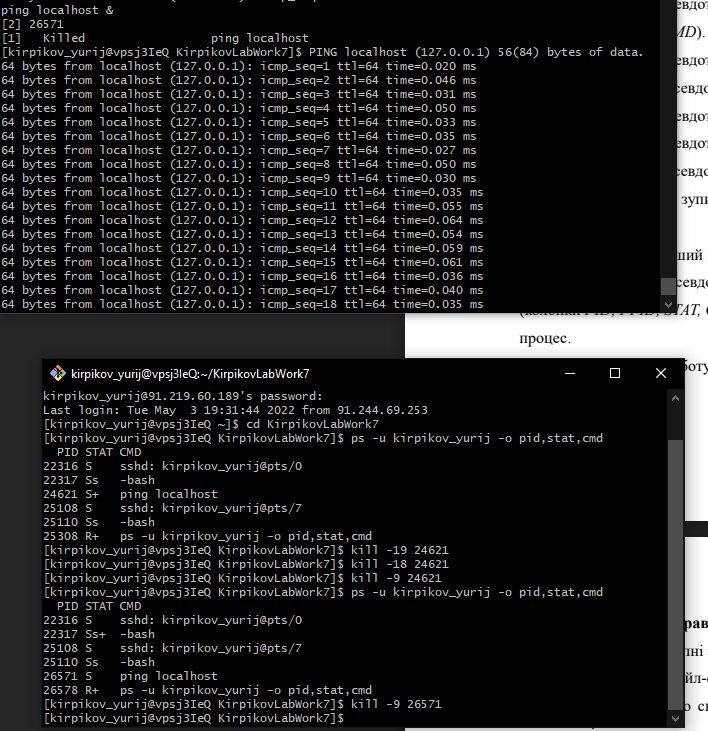 ping localhost &
[2] 26571
[1]   Killed                  ping localhost
[kirpikov_yurij@vpsj3IeQ KirpikovLabWork7]$ PING localhost (127.0.0.1) 56(84) bytes of data.
64 bytes from localhost (127.0.0.1): icmp_seq=1 ttl=64 time=0.020 ms
64 bytes from localhost (127.0.0.1): icmp_seq=2 ttl=64 time=0.046 ms
64 bytes from localhost (127.0.0.1): icmp_seq=3 ttl=64 time=0.031 ms
64 bytes from localhost (127.0.0.1): icmp_seq=4 ttl=64 time=0.050 ms
64 bytes from localhost (127.0.0.1): icmp_seq=5 ttl=64 time=0.033 ms
64 bytes from localhost (127.0.0.1): icmp_seq=6 ttl=64 time=0.035 ms
64 bytes from localhost (127.0.0.1): icmp_seq=7 ttl=64 time=0.027 ms
64 bytes from localhost (127.0.0.1): icmp_seq=8 ttl=64 time=0.050 ms
64 bytes from localhost (127.0.0.1): icmp_seq=9 ttl=64 time=0.030 ms
64 bytes from localhost (127.0.0.1): icmp_seq=10 ttl=64 time=0.035 ms
64 bytes from localhost (127.0.0.1): icmp_seq=11 ttl=64 time=0.055 ms
64 bytes from localhost (127.0.0.1): icmp_seq=12 ttl=64 time=0.064 ms
64 bytes from localhost (127.0.0.1): icmp_seq=13 ttl=64 time=0.054 ms
64 bytes from localhost (127.0.0.1): icmp_seq=14 ttl=64 time=0.059 ms
64 bytes from localhost (127.0.0.1): icmp_seq=15 ttl=64 time=0.061 ms
64 bytes from localhost (127.0.0.1): icmp_seq=16 ttl=64 time=0.036 ms
64 bytes from localhost (127.0.0.1): icmp_seq=17 ttl=64 time=0.040 ms
64 bytes from localhost (127.0.0.1): icmp_seq=18 ttl=64 time=0.035 ms
процес.
kirpikov_yurij@vpsj3IeQ:~/KirpikovLabWork7
kirpikov_yurij@91.219.60.189's password:
Last login: Tue May  3 19:31:44 2022 from 91.244.69.253
[kirpikov_yurij@vpsj3IeQ ~]$ cd KirpikovLabWork7
[kirpikov_yurij@vpsj3IeQ KirpikovLabWork7]$ ps -u kirpikov_yurij -o pid,stat,cmd
  PID STAT CMD
22316 S    sshd: kirpikov_yurij@pts/0
22317 Ss   -bash
24621 S+   ping localhost
25108 S    sshd: kirpikov_yurij@pts/7
25110 Ss   -bash
25308 R+   ps -u kirpikov_yurij -o pid,stat,cmd
[kirpikov_yurij@vpsj3IeQ KirpikovLabWork7]$ kill -19 24621
[kirpikov_yurij@vpsj3IeQ KirpikovLabWork7]$ kill -18 24621
[kirpikov_yurij@vpsj3IeQ KirpikovLabWork7]$ kill -9 24621
[kirpikov_yurij@vpsj3IeQ KirpikovLabWork7]$ ps -u kirpikov_yurij -o pid,stat,cmd
  PID STAT CMD
22316 S    sshd: kirpikov_yurij@pts/0
22317 Ss+  -bash
25108 S    sshd: kirpikov_yurij@pts/7
25110 Ss   -bash
26571 S    ping localhost
26578 R+   ps -u kirpikov_yurij -o pid,stat,cmd
[kirpikov_yurij@vpsj3IeQ KirpikovLabWork7]$ kill -9 26571
[kirpikov_yurij@vpsj3IeQ KirpikovLabWork7]$